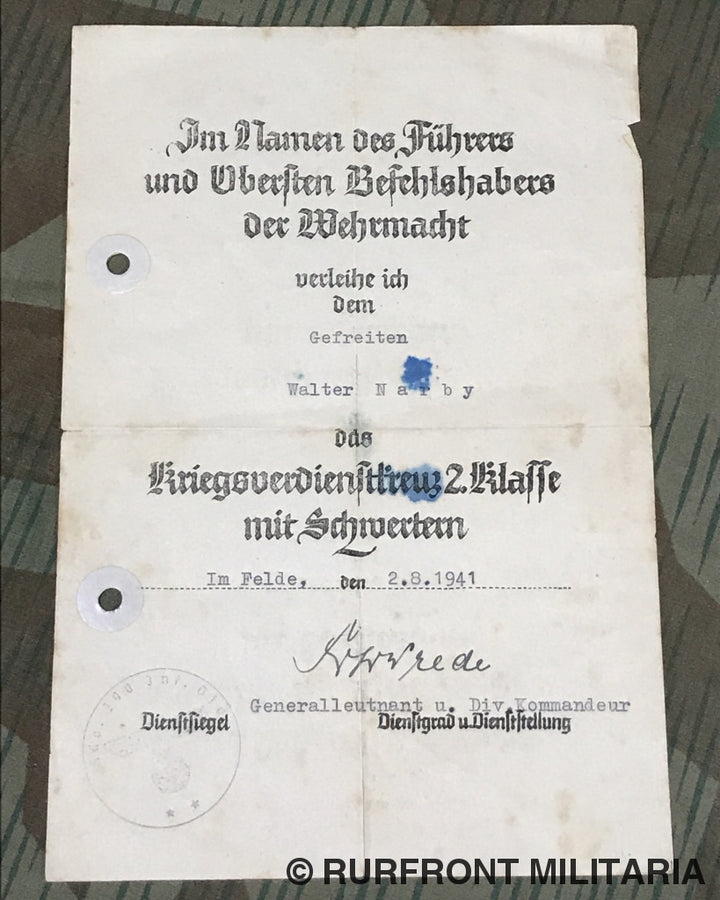 Im Namen des Führers
und Obersten Befehlshabers
der Wehrmacht
verleihe ich
dem
Gefreiten
Walter Narby
das
Kriegsverdienstkreuz 2. Klasse
mit Schwertern
Im Felde, den 2.8.1941
Generalleutnant u. Div.Kommandeur
Dienstsiegel Dienstgrad u. Dienststellung
© RURFRONT MILITARIA